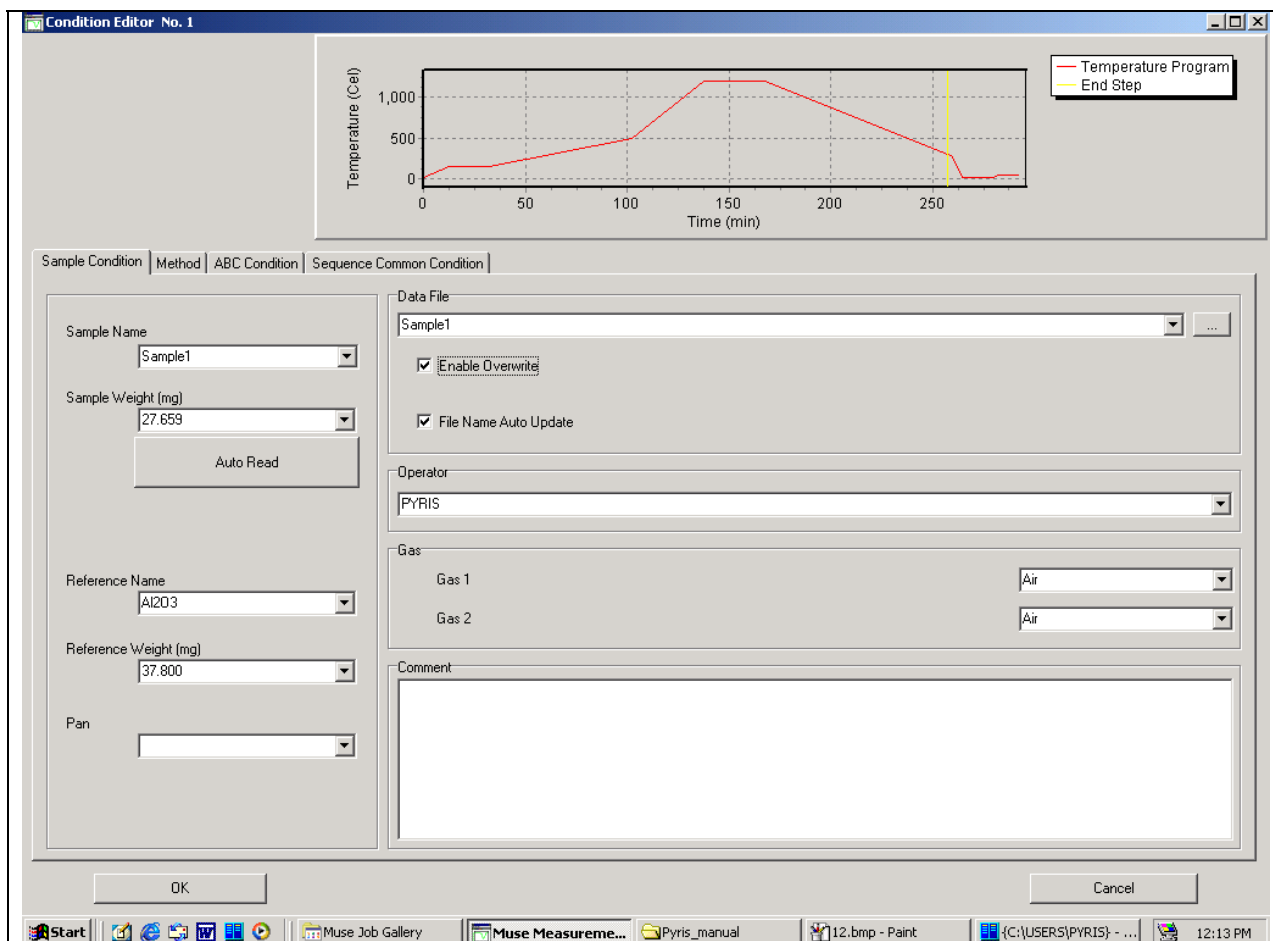 Condition Editor No. 1
Temperature (Cel)
1,000
500
0
0 50 100 150 200 250
Time (min)
Temperature Program
End Step
Sample Condition Method ABC Condition Sequence Common Condition
Sample Name
Sample1
Sample Weight (mg)
27.659
Auto Read
Reference Name
Al2O3
Reference Weight (mg)
37.800
Pan
Data File
Sample1
...
Enable Overwrite
File Name Auto Update
Operator
PYRIS
Gas
Gas 1 Air
Gas 2 Air
Comment
OK Cancel
Start Muse Job Gallery Muse Measureme... Pyris_manual 12.bmp - Paint {C:\USERS\PYRIS} - ... 12:13 PM